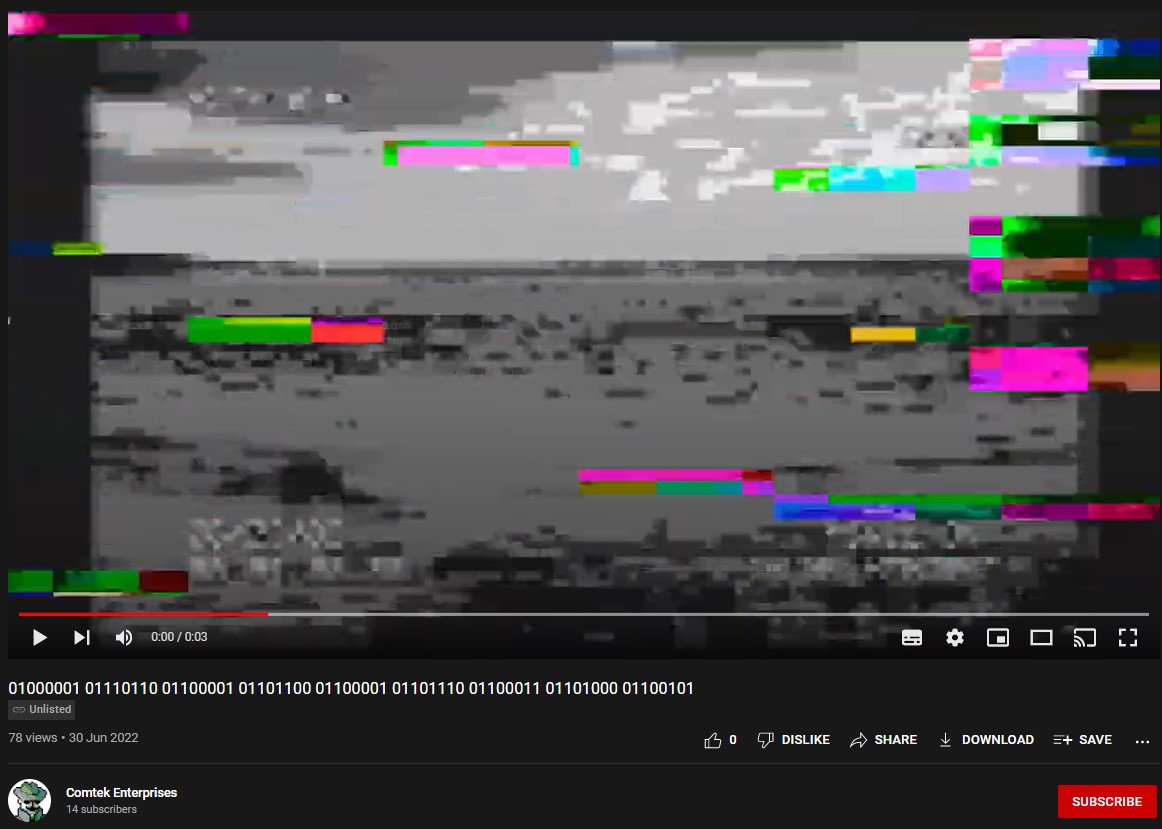 0:00 / 0:03
01000001 01110110 01100001 01101100 01100001 01101110 01100011 01101000 01100101
Unlisted
78 views • 30 Jun 2022
0 DISLIKE SHARE DOWNLOAD SAVE
Comtek Enterprises
14 subscribers
SUBSCRIBE